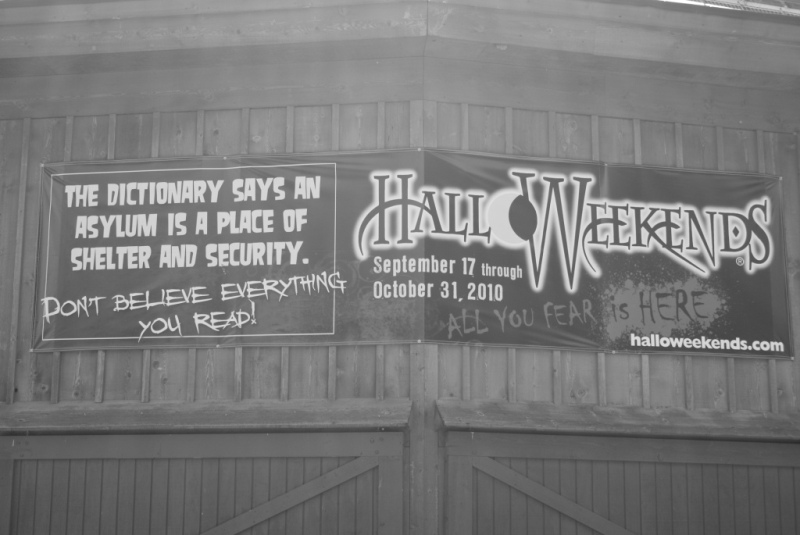 THE DICTIONARY SAYS AN
ASYLUM IS A PLACE OF
SHELTER AND SECURITY.
DON'T BELIEVE EVERYTHING
YOU READ!
HALLOWEEKENDS®
September 17 through
October 31, 2010
ALL YOU FEAR is HERE
halloweekends.com